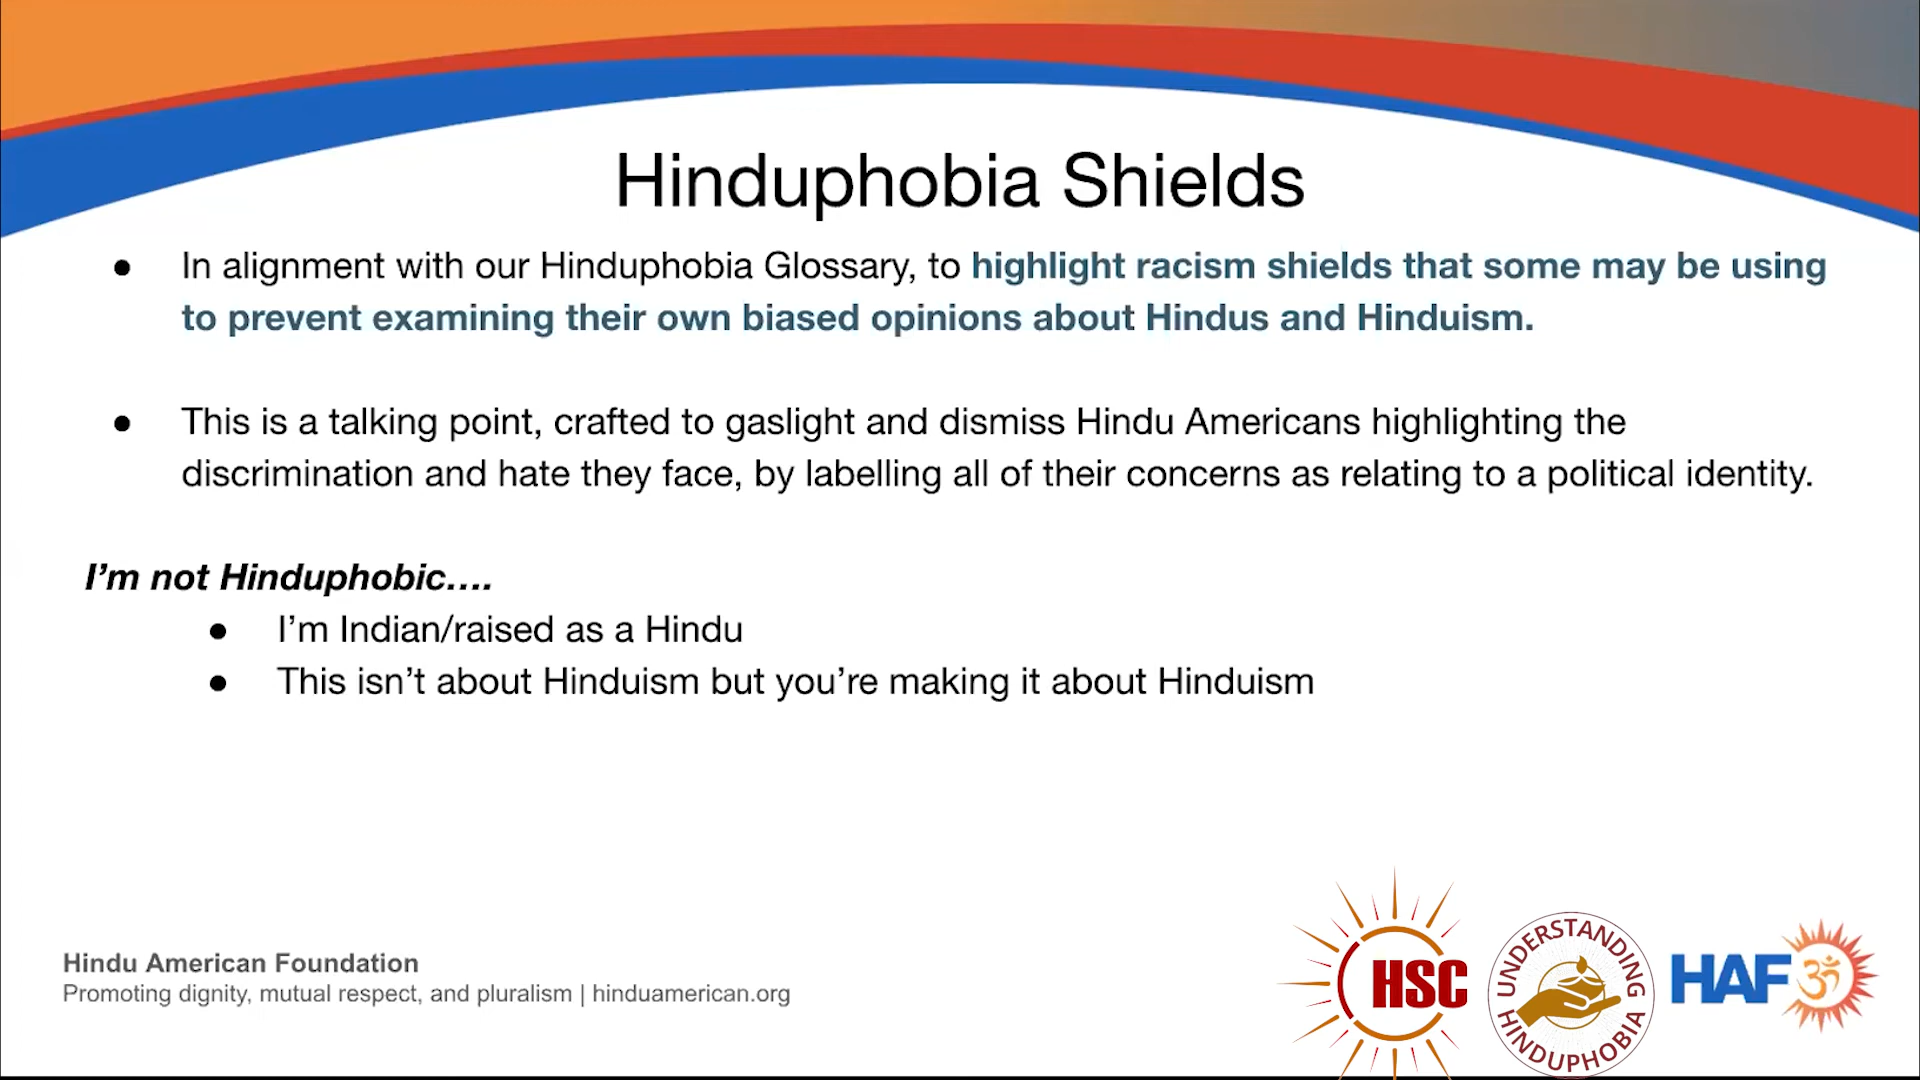 Hinduphobia Shields
● In alignment with our Hinduphobia Glossary, to highlight racism shields that some may be using
to prevent examining their own biased opinions about Hindus and Hinduism.
● This is a talking point, crafted to gaslight and dismiss Hindu Americans highlighting the
discrimination and hate they face, by labelling all of their concerns as relating to a political identity.
I'm not Hinduphobic....
● I'm Indian/raised as a Hindu
● This isn't about Hinduism but you're making it about Hinduism
Hindu American Foundation
Promoting dignity, mutual respect, and pluralism | hinduamerican.org
HSC
UNDERSTANDING
HINDUPHOBIA
HAF
ॐ